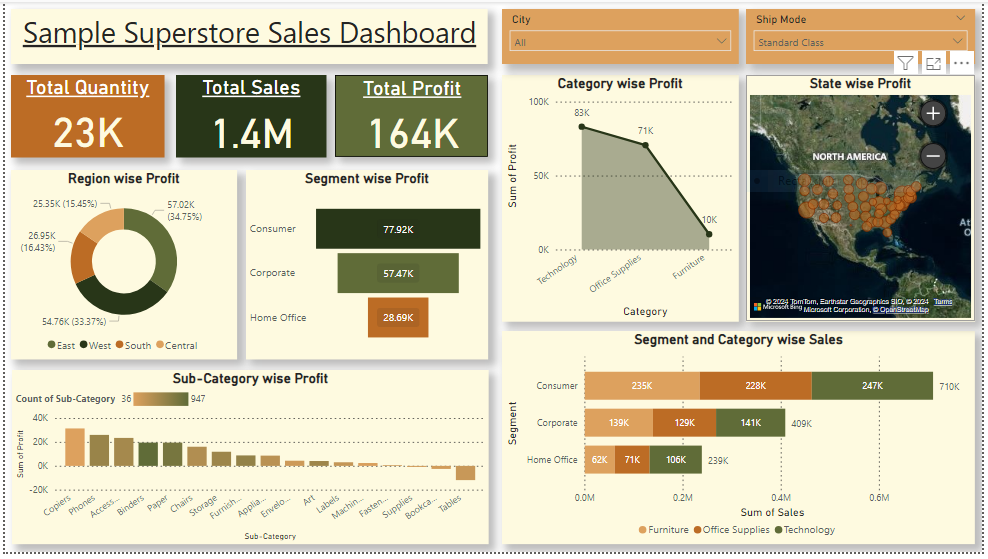 Sample Superstore Sales Dashboard
City
All
Ship Mode
Standard Class
Total Quantity
23K
Total Sales
1.4M
Total Profit
164K
Region wise Profit
25.35K (15.45%)
57.02K
(34.75%)
26.95K
(16.43%)
54.76K (33.37%)
East West South Central
Segment wise Profit
Consumer 77.92K
Corporate 57.47K
Home Office 28.69K
Category wise Profit
Sum of Profit
100K
50K
0K
83K
71K
10K
Technology
Office Supplies
Furniture
Category
State wise Profit
NORTH AMERICA
© 2024 TomTom, Earthstar Geographics SIO, © 2024 Terms
Microsoft Bing
Microsoft Corporation, © OpenStreetMap
Sub-Category wise Profit
Count of Sub-Category 36 947
Sum of Profit
40K
20K
0K
-20K
Copiers
Phones
Access...
Binders
Paper
Chairs
Storage
Furnish...
Applia...
Envelo...
Art
Labels
Machin...
Fasten...
Supplies
Bookca...
Tables
Sub-Category
Segment and Category wise Sales
Segment
Consumer 235K 228K 247K 710K
Corporate 139K 129K 141K 409K
Home Office 62K 71K 106K 239K
0.0M 0.2M 0.4M 0.6M
Sum of Sales
Furniture Office Supplies Technology